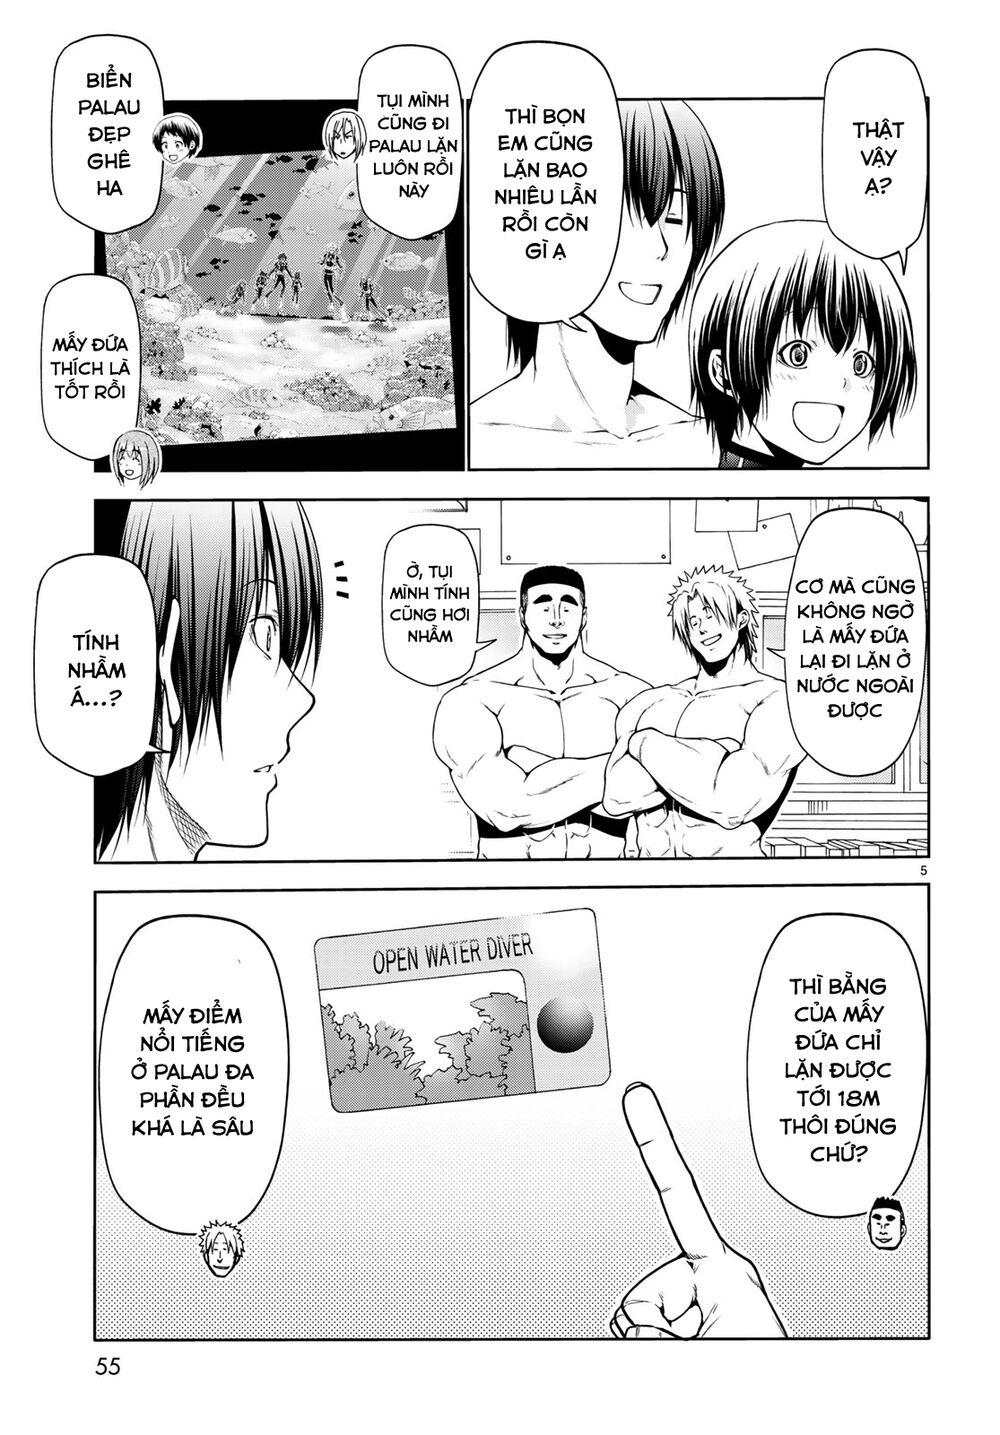 THẬT
VẬY
Ạ?
THÌ BỌN
EM CŨNG
LẶN BAO
NHIÊU LẦN
RỒI CÒN
GÌ Ạ
TỤI MÌNH
CŨNG ĐI
PALAU LẶN
LUÔN RỒI
NÀY
BIỂN
PALAU
ĐẸP
GHÊ
HA
MẤY ĐỨA
THÍCH LÀ
TỐT RỒI
CƠ MÀ CŨNG
KHÔNG NGỜ
LÀ MẤY ĐỨA
LẠI ĐI LẶN Ở
NƯỚC NGOÀI
ĐƯỢC
Ờ, TỤI
MÌNH TÍNH
CŨNG HƠI
NHẦM
TÍNH
NHẦM
Á...?
5
THÌ BẰNG
CỦA MẤY
ĐỨA CHỈ
LẶN ĐƯỢC
TỚI 18M
THÔI ĐÚNG
CHỨ?
OPEN WATER DIVER
MẤY ĐIỂM
NỔI TIẾNG
Ở PALAU ĐA
PHẦN ĐỀU
KHÁ LÀ SÂU
55